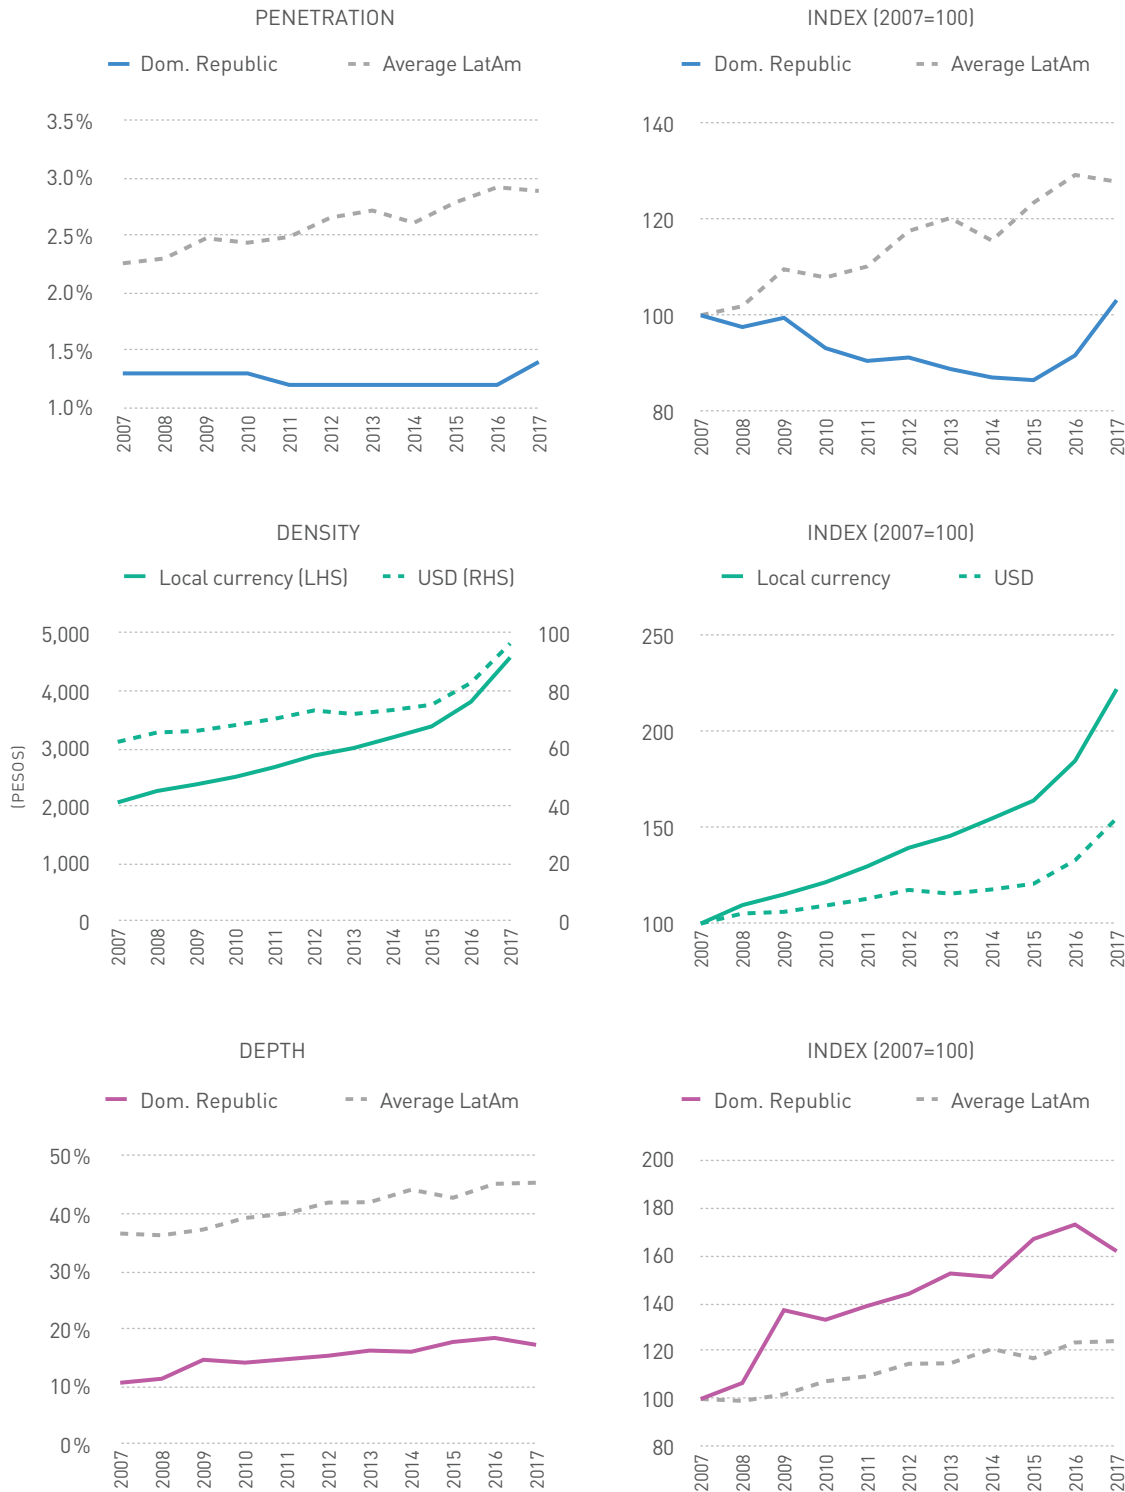 PENETRATION
Dom. Republic Average LatAm
3.5%
3.0%
2.5%
2.0%
1.5%
1.0%
2007 2008 2009 2010 2011 2012 2013 2014 2015 2016 2017
INDEX (2007=100)
Dom. Republic Average LatAm
140
120
100
80
2007 2008 2009 2010 2011 2012 2013 2014 2015 2016 2017
DENSITY
Local currency (LHS) USD (RHS)
(PESOS)
5,000 100
4,000 80
3,000 60
2,000 40
1,000 20
0 0
2007 2008 2009 2010 2011 2012 2013 2014 2015 2016 2017
INDEX (2007=100)
Local currency USD
250
200
150
100
2007 2008 2009 2010 2011 2012 2013 2014 2015 2016 2017
DEPTH
Dom. Republic Average LatAm
50%
40%
30%
20%
10%
0%
2007 2008 2009 2010 2011 2012 2013 2014 2015 2016 2017
INDEX (2007=100)
Dom. Republic Average LatAm
200
180
160
140
120
100
80
2007 2008 2009 2010 2011 2012 2013 2014 2015 2016 2017